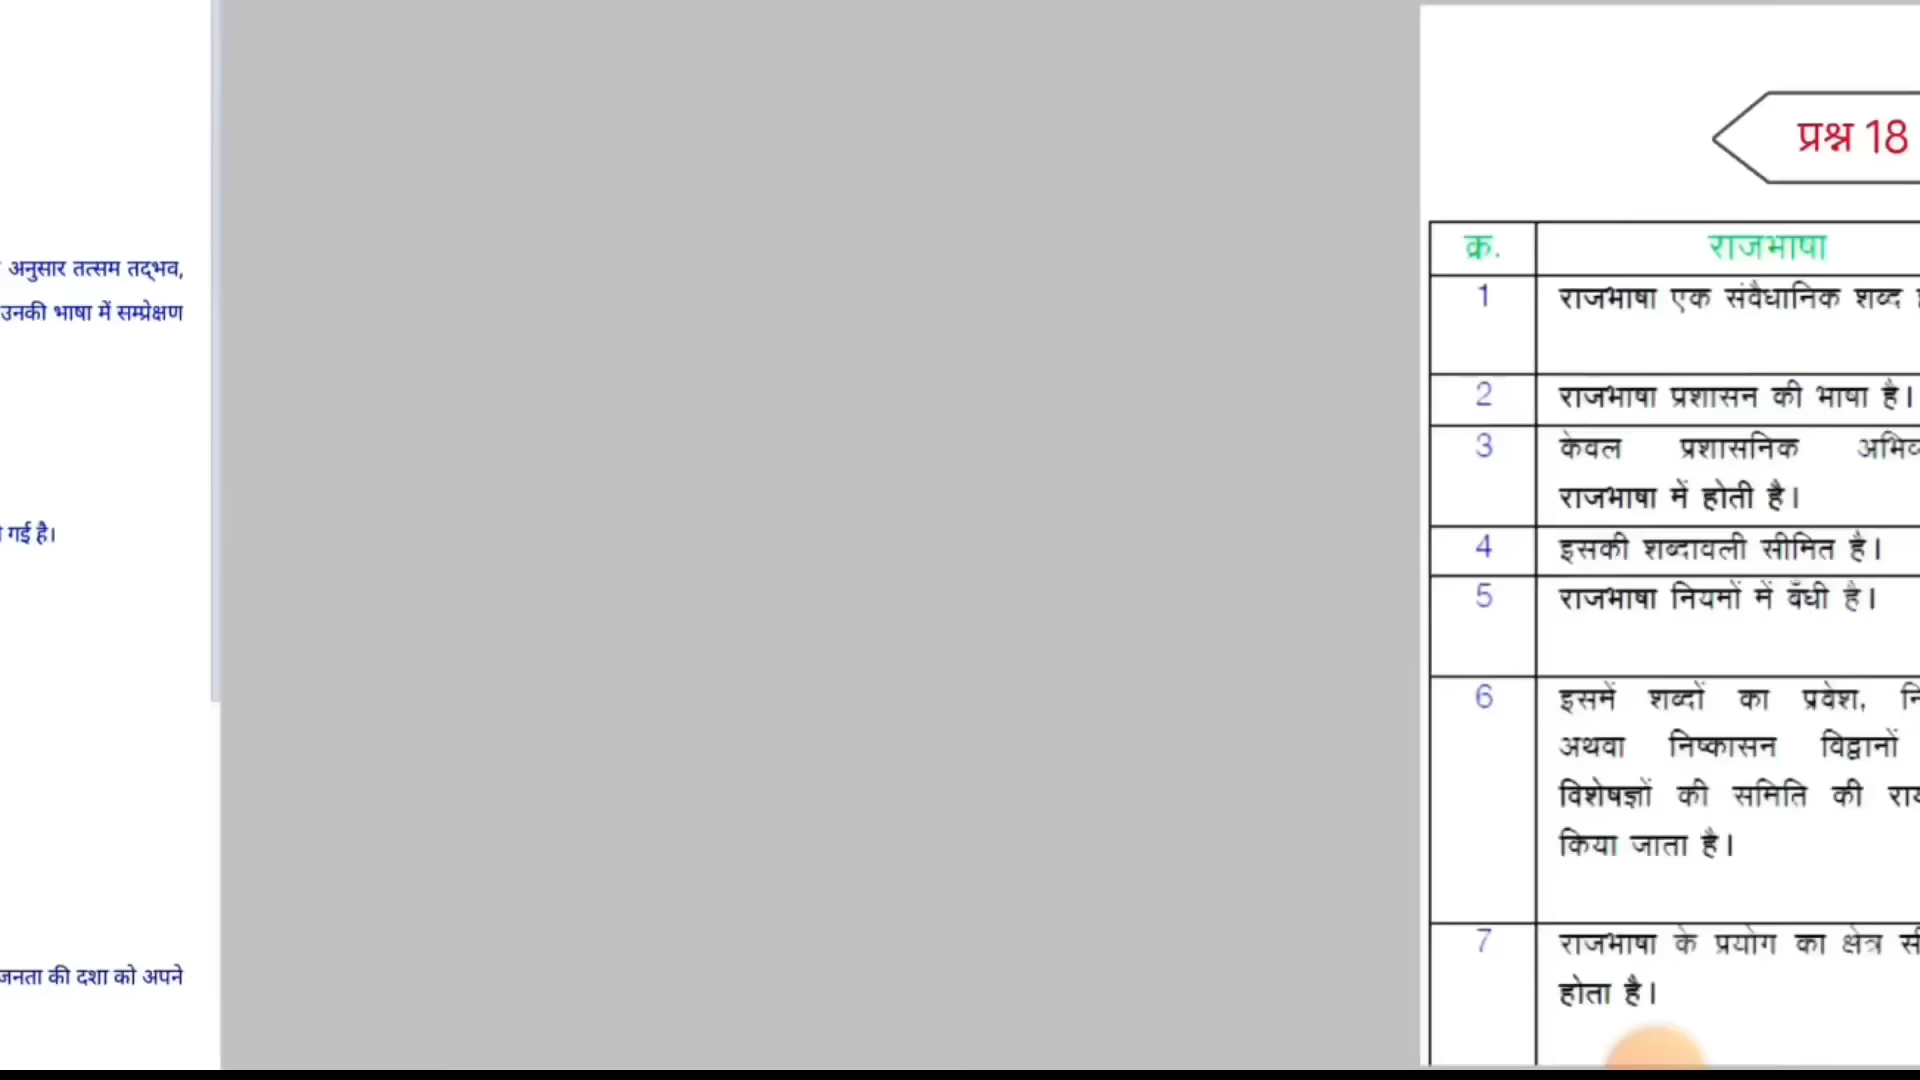 अनुसार तत्सम तद्‌भव,
उनकी भाषा में सम्प्रेक्षण
गई है।
जनता की दशा को अपने
प्रश्न 18
क्र. राजभाषा
1 राजभाषा एक संवैधानिक शब्द
2 राजभाषा प्रशासन की भाषा है।
3 केवल प्रशासनिक
राजभाषा में होती है।
4 इसकी शब्दावली सीमित है।
5 राजभाषा नियमों में बँधी है।
6 इसमें शब्दों का प्रवेश,
अथवा निष्कासन विद्वानों
विशेषज्ञों की समिति की
किया जाता है।
7 राजभाषा के प्रयोग का क्षेत्र
होता है।